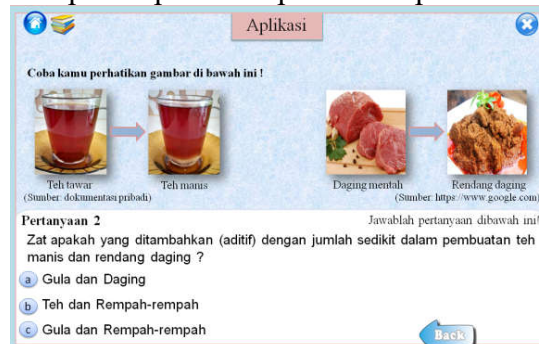 Aplikasi
Coba kamu perhatikan gambar di bawah ini !
Teh tawar
Teh manis
Daging mentah
Rendang daging
(Sumber: dokumentasi pribadi)
(Sumber: https://www.google.com)
Pertanyaan 2
Jawablah pertanyaan dibawah ini!
Zat apakah yang ditambahkan (aditif) dengan jumlah sedikit dalam pembuatan teh
manis dan rendang daging ?
a Gula dan Daging
b Teh dan Rempah-rempah
c Gula dan Rempah-rempah
Back